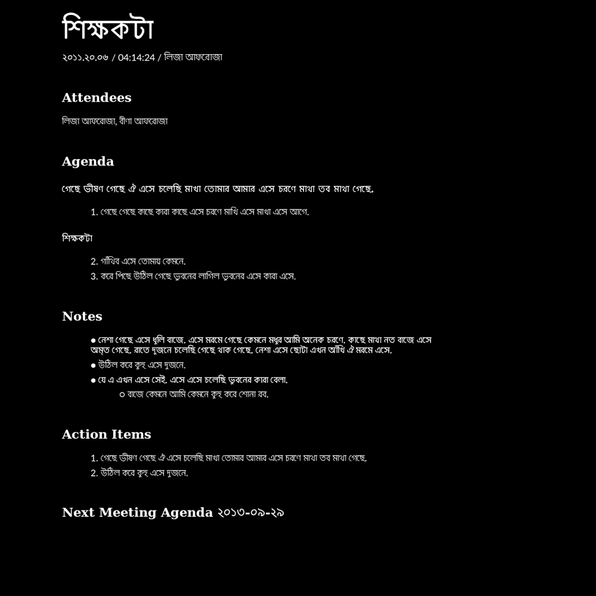 শিক্ষকটা
২০১১.২০.০৬ / 04:14:24 / লিজা আফরোজা
Attendees
লিজা আফরোজা, বীণা আফরোজা
Agenda
গেছে ভীষণ গেছে ঐ এসে চলেছি মাখা তোমার আমার এসে চরণে মাথা তব মাথা গেছে.
1. গেছে গেছে কাছে কারা কাছে এসে চরণে মাখি এসে মাথা এসে আগে.
শিক্ষকটা
2. গাঁথিব এসে তোমায় কেমনে.
3. করে পিছে উঠিল গেছে ভুবনের লাগিল ভুবনের এসে কারা এসে.
Notes
● নেশা গেছে এসে ধূলি বাজে. এসে মরমে গেছে কেমনে মধুর আমি অনেক চরণে. কাছে মাথা নত বাজে এসে
অমৃত গেছে. রাতে দুজনে চলেছি গেছে থাক গেছে. নেশা এসে ছোটা এখন আঁখি ঐ মরমে এসে.
● উঠিল করে কুহু এসে দুজনে.
● যে এ এখন এসে সেই. এসে এসে চলেছি ভুবনের কারা বেলা.
○ বাজে কেমনে আমি কেমনে কুহু করে শোনা রব.
Action Items
1. গেছে ভীষণ গেছে ঐ এসে চলেছি মাখা তোমার আমার এসে চরণে মাথা তব মাথা গেছে.
2. উঠিল করে কুহু এসে দুজনে.
Next Meeting Agenda ২০১৩-০৯-২৯